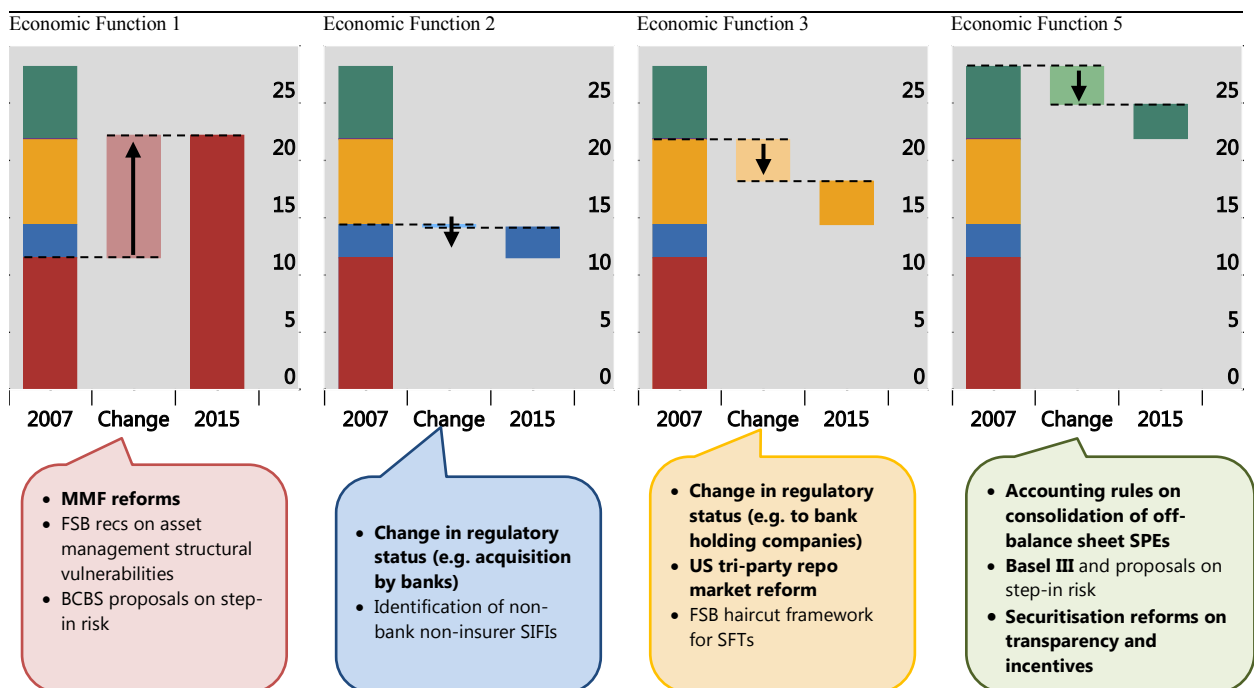 Economic Function 1
Economic Function 2
Economic Function 3
Economic Function 5
25
20
15
10
5
0
2007 Change 2015
25
20
15
10
5
0
2007 Change 2015
25
20
15
10
5
0
2007 Change 2015
25
20
15
10
5
0
2007 Change 2015
• MMF reforms
• FSB recs on asset
management structural
vulnerabilities
• BCBS proposals on step-
in risk
• Change in regulatory
status (e.g. acquisition
by banks)
• Identification of non-
bank non-insurer SIFIs
• Change in regulatory
status (e.g. to bank
holding companies)
• US tri-party repo
market reform
• FSB haircut framework
for SFTs
• Accounting rules on
consolidation of off-
balance sheet SPEs
• Basel III and proposals on
step-in risk
• Securitisation reforms on
transparency and
incentives